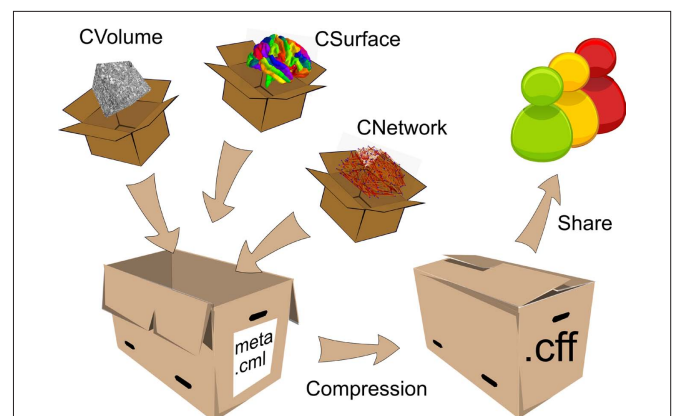 CVolume
CSurface
CNetwork
Share
meta
.cml
.cff
Compression